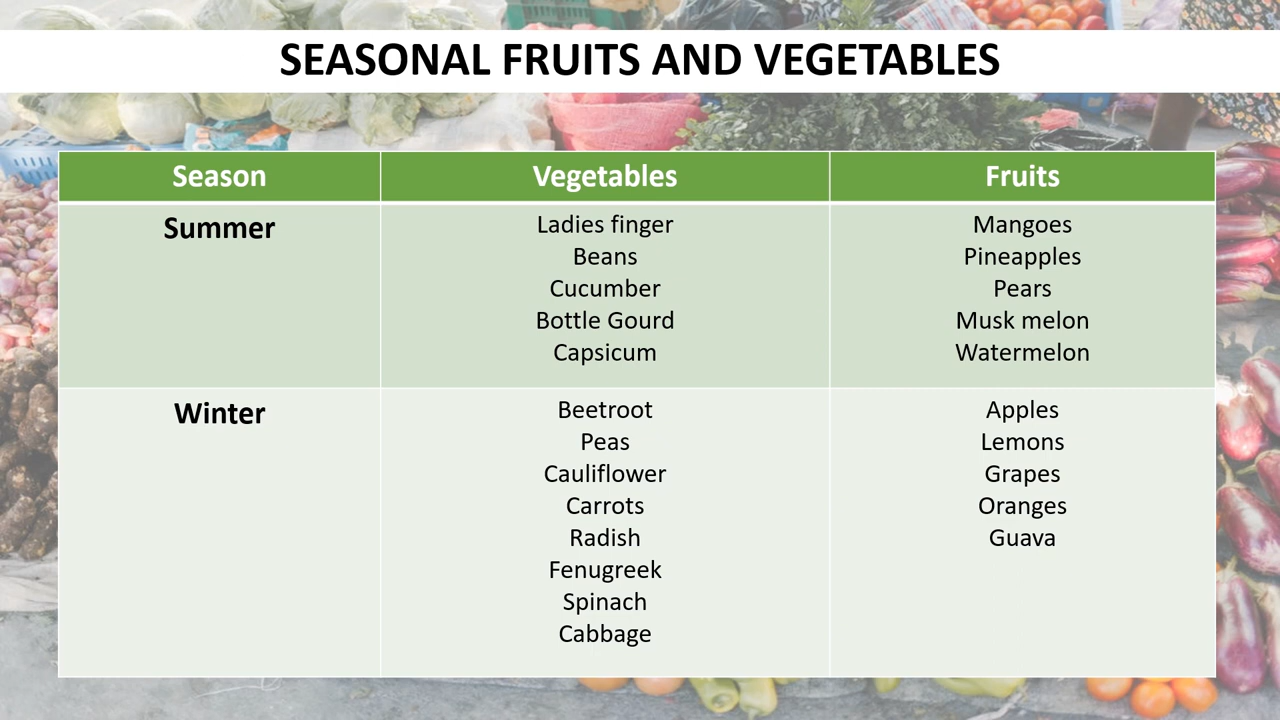 SEASONAL FRUITS AND VEGETABLES
Season Vegetables Fruits
Summer Ladies finger Mangoes
Beans Pineapples
Cucumber Pears
Bottle Gourd Musk melon
Capsicum Watermelon
Winter Beetroot Apples
Peas Lemons
Cauliflower Grapes
Carrots Oranges
Radish Guava
Fenugreek
Spinach
Cabbage